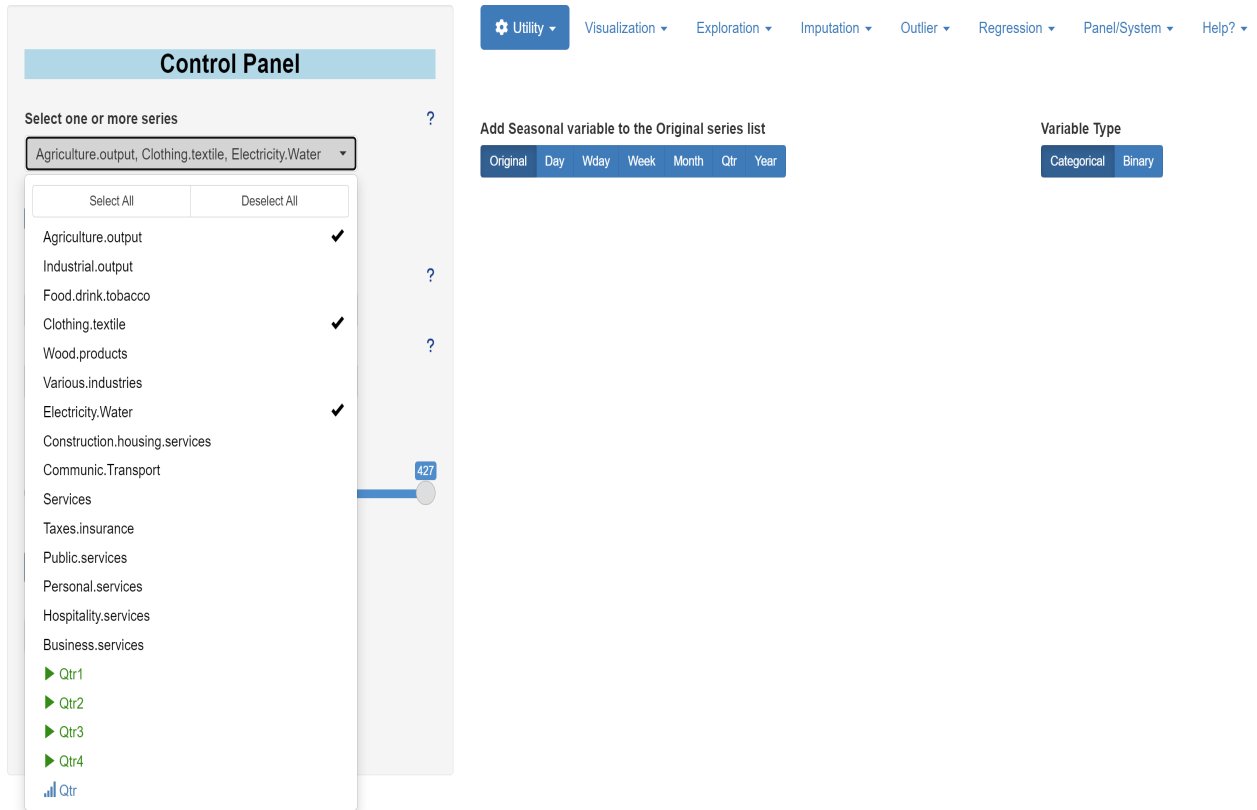 Utility Visualization Exploration Imputation Outlier Regression Panel/System Help?
Control Panel
Select one or more series ?
Agriculture.output, Clothing.textile, Electricity.Water
Add Seasonal variable to the Original series list
Original Day Wday Week Month Qtr Year
Variable Type
Categorical Binary
Select All Deselect All
Agriculture.output
Industrial.output
?
Food.drink.tobacco
Clothing.textile
?
Wood.products
Various.industries
Electricity.Water
Construction.housing.services
Communic.Transport
427
Services
Taxes.insurance
Public.services
Personal.services
Hospitality.services
Business.services
Qtr1
Qtr2
Qtr3
Qtr4
Qtr